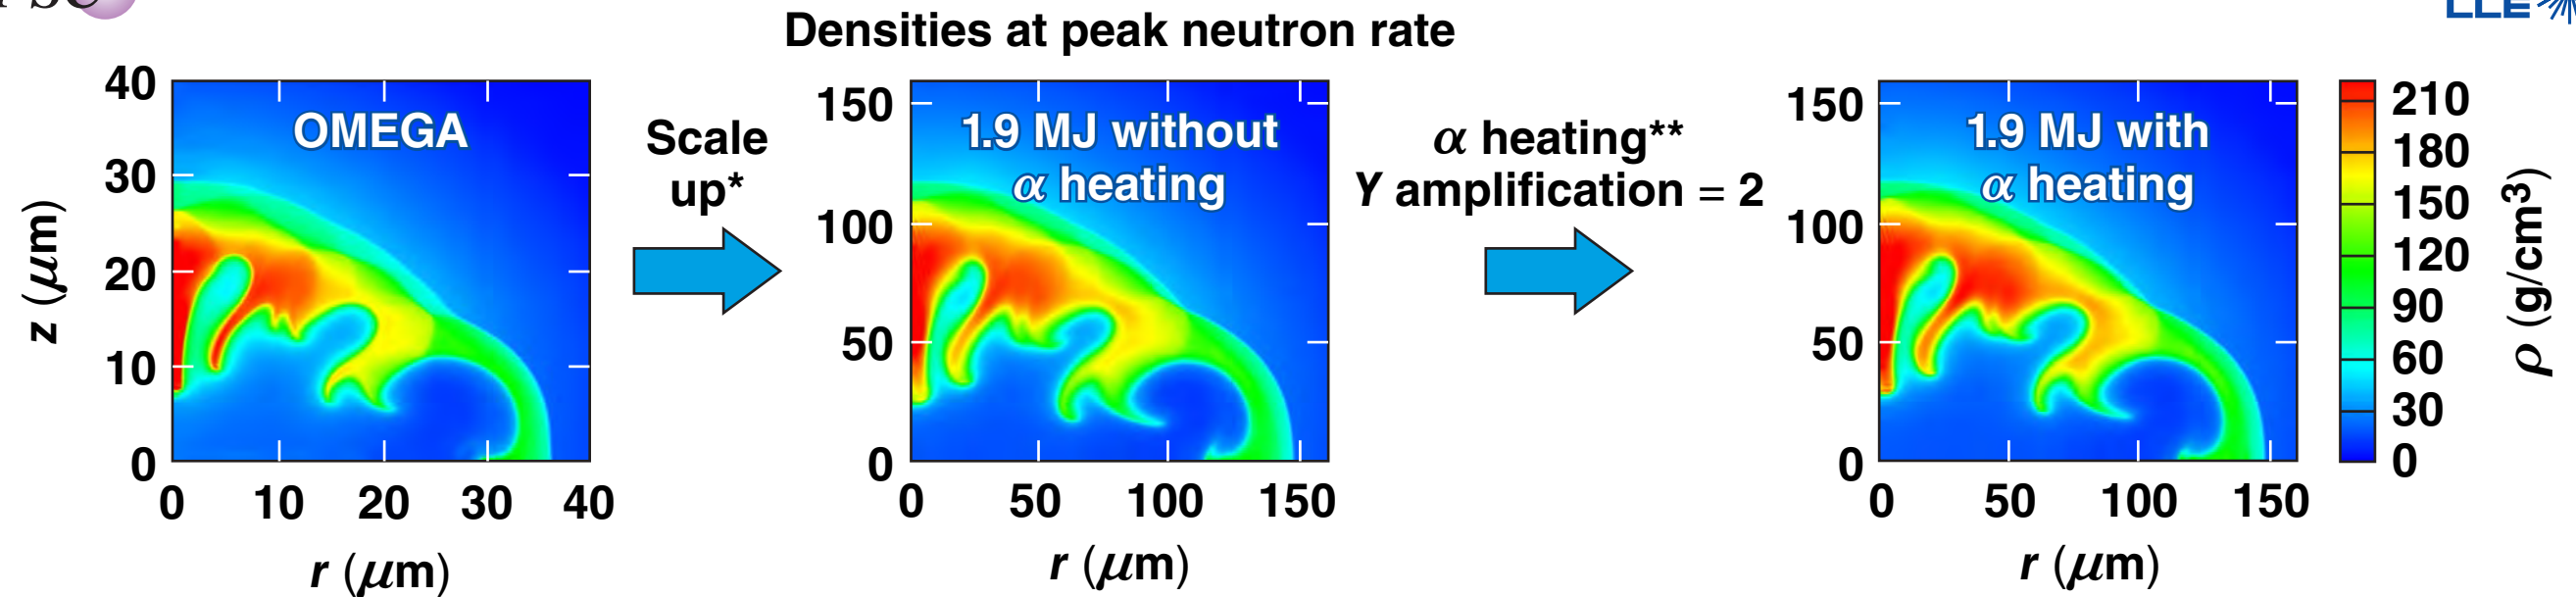 Densities at peak neutron rate
LLE
40
30
20
10
0
z (μm)
OMEGA
0 10 20 30 40
r (μm)
Scale
up*
150
100
50
0
1.9 MJ without
α heating
0 50 100 150
r (μm)
α heating**
Y amplification = 2
150
100
50
0
1.9 MJ with
α heating
0 50 100 150
r (μm)
210
180
150
120
90
60
30
0
ρ (g/cm³)